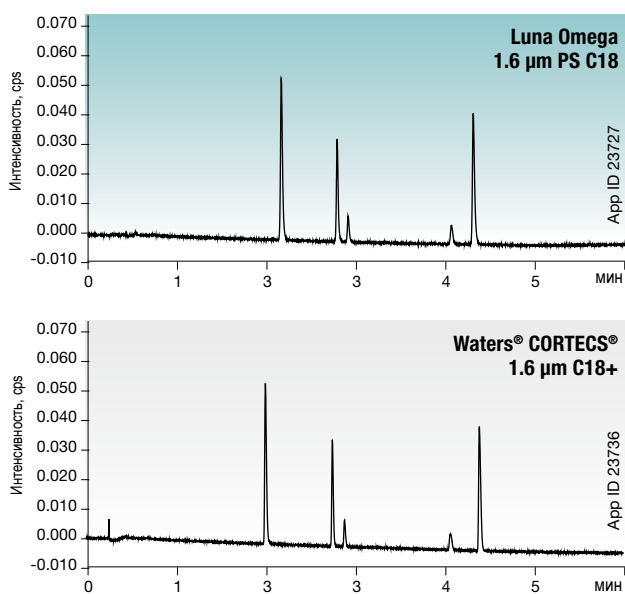 Luna Omega
1.6 µm PS C18
Интенсивность, cps
0.070
0.060
0.050
0.040
0.030
0.020
0.010
0.000
-0.010
App ID 23727
0 1 3 3 4 5 мин
Waters® CORTECS®
1.6 µm C18+
Интенсивность, cps
0.070
0.060
0.050
0.040
0.030
0.020
0.010
0.000
-0.010
App ID 23736
0 1 3 3 4 5 мин